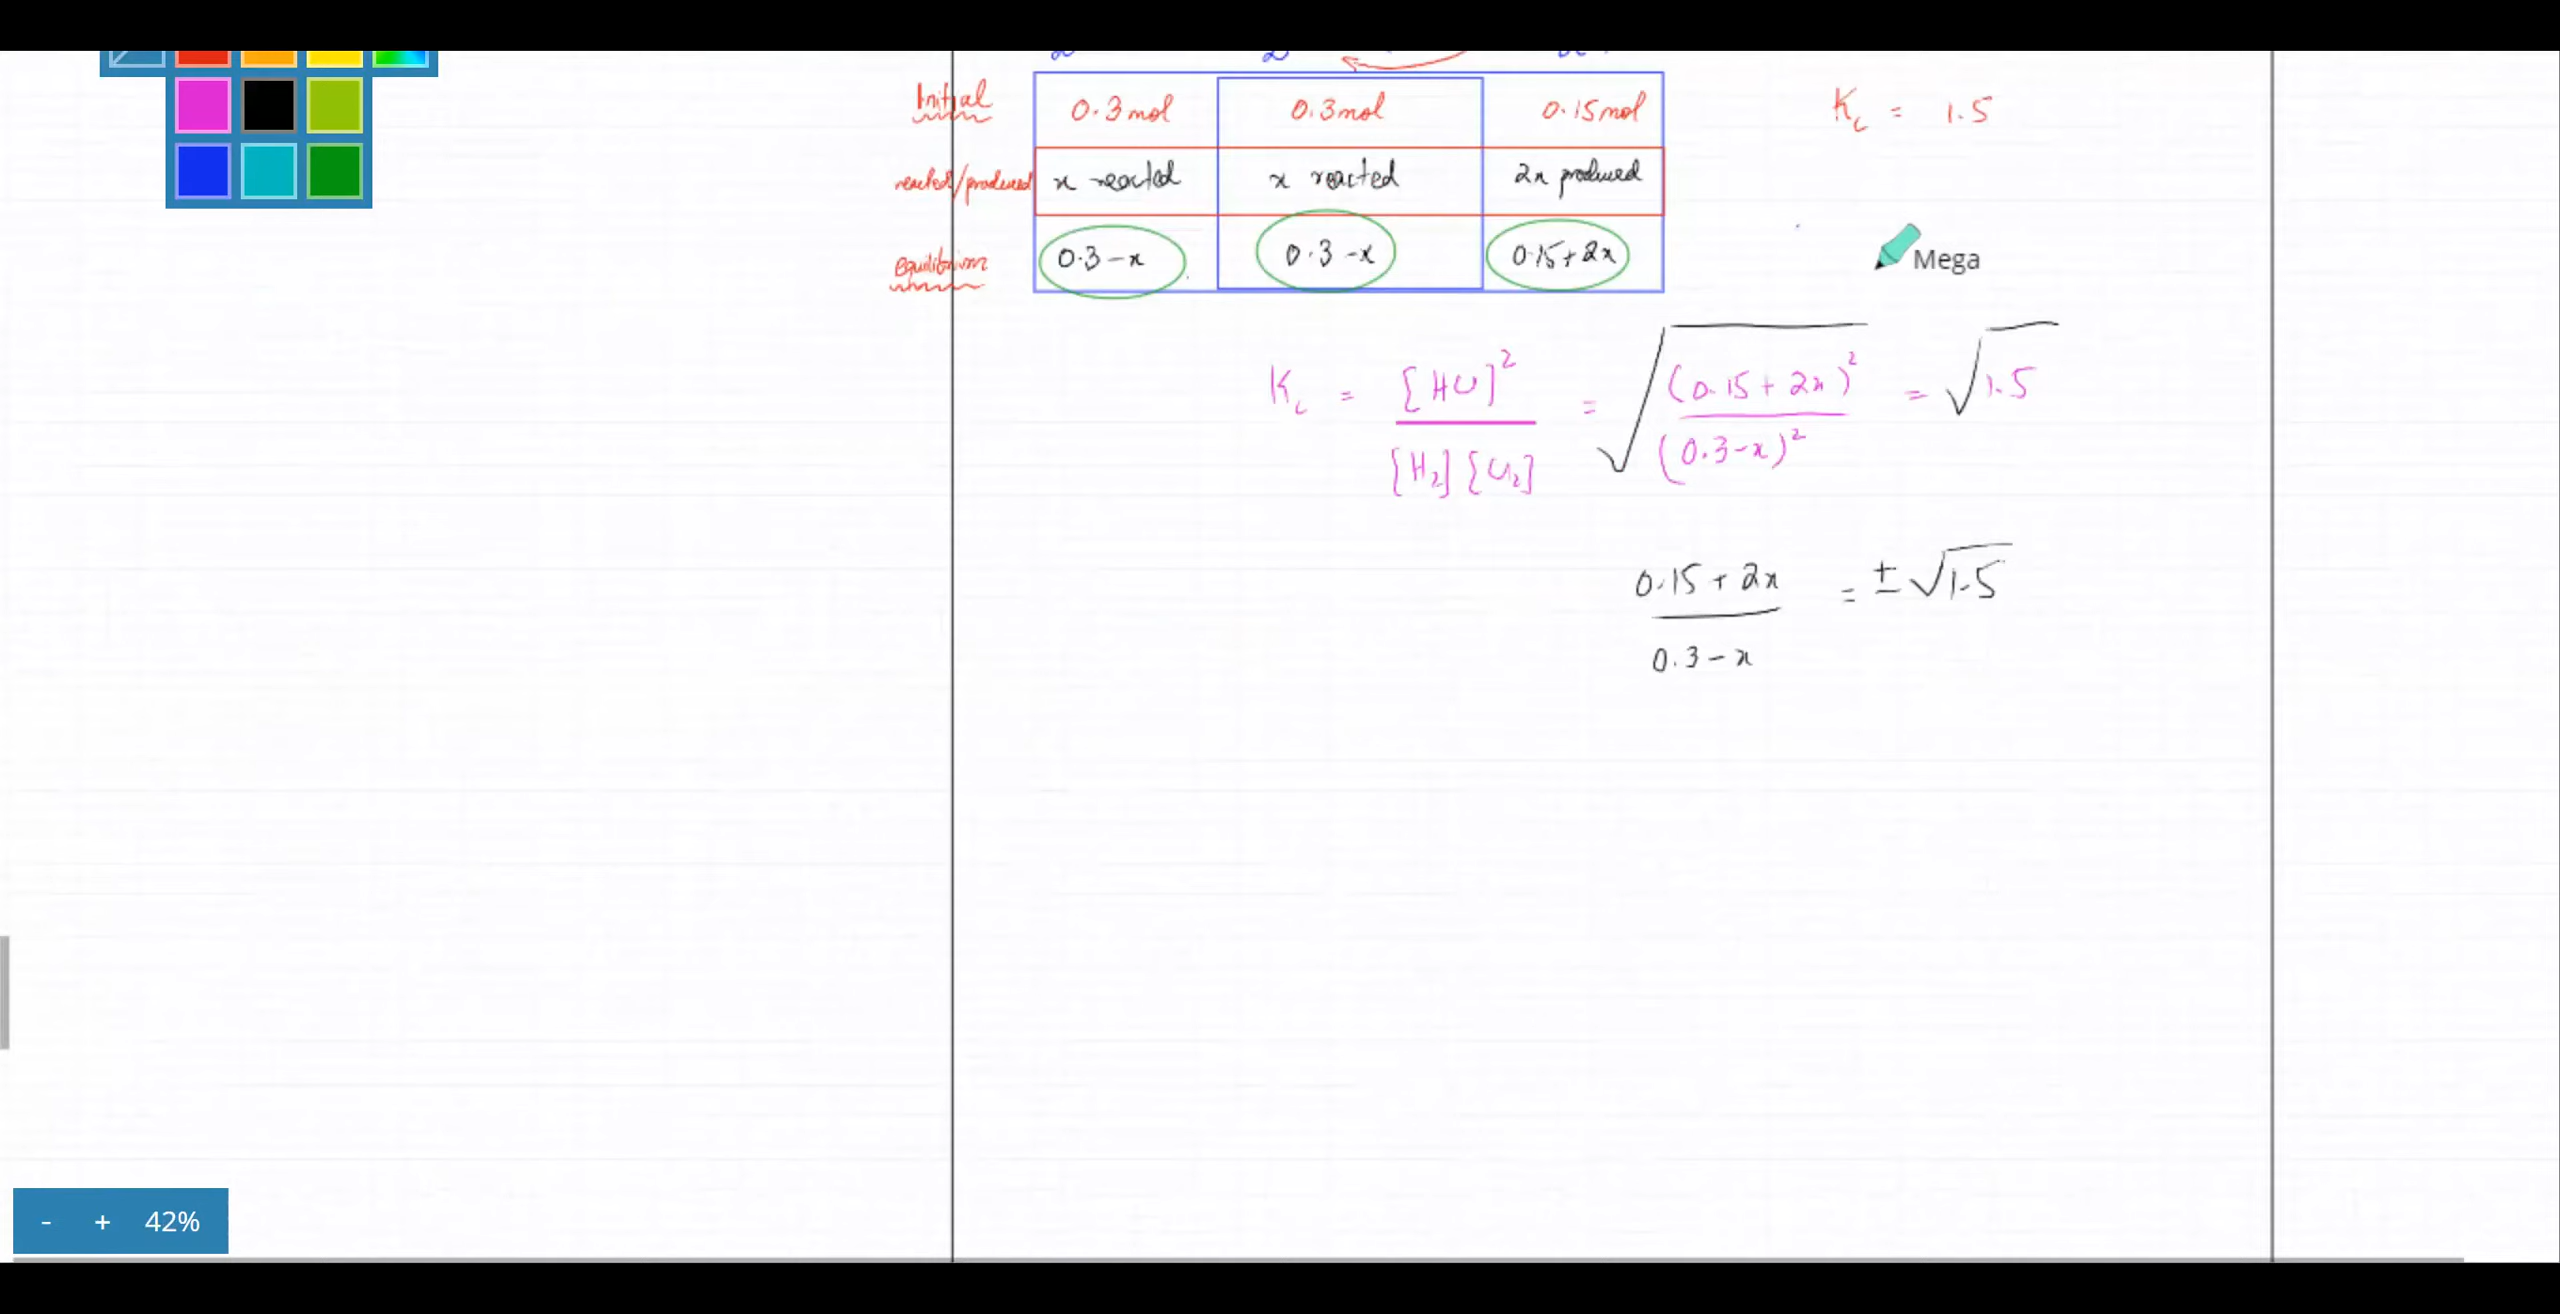 Initial 0.3 mol 0.3 mol 0.15 mol K_c = 1.5
reacted/produced x reacted x reacted 2x produced
equilibrium 0.3 - x 0.3 - x 0.15 + 2x
Mega
K_c = [HCl]² / [H₂] [Cl₂] = √((0.15 + 2x)² / (0.3 - x)²) = √1.5
(0.15 + 2x) / (0.3 - x) = ± √1.5
- + 42%